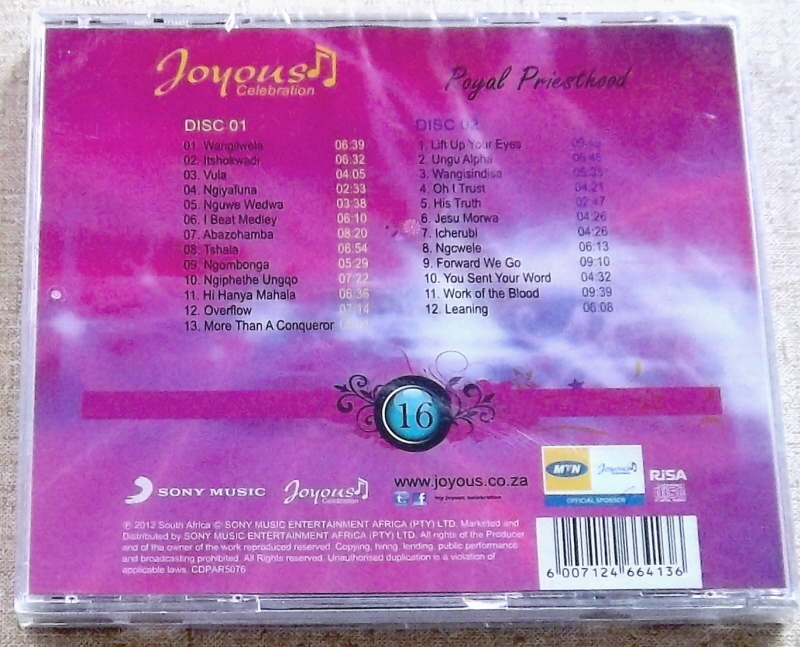 Joyous Celebration
Royal Priesthood
DISC 01
01. Wangilwela 06:39
02. Itshokwadi 06:32
03. Vula 04:05
04. Ngiyafuna 02:33
05. Nguwe Wedwa 03:38
06. I Beat Medley 06:10
07. Abazohamba 08:20
08. Tshala 06:54
09. Ngombonga 05:29
10. Ngiphethe Ungqo 07:22
11. Hi Hanya Mahala 06:36
12. Overflow 07:14
13. More Than A Conqueror
DISC 02
1. Lift Up Your Eyes
2. Ungu Alpha
3. Wangisindisa
4. Oh I Trust 04:21
5. His Truth 02:47
6. Jesu Morwa 04:26
7. Icherubi 04:26
8. Ngcwele 06:13
9. Forward We Go 09:10
10. You Sent Your Word 04:32
11. Work of the Blood 09:39
12. Leaning 06:08
16
SONY MUSIC
Joyous Celebration
www.joyous.co.za
my joyous celebration
MTN
Joyous Celebration
OFFICIAL SPONSOR
RiSA
℗ 2012 South Africa © SONY MUSIC ENTERTAINMENT AFRICA (PTY) LTD. Marketed and
Distributed by SONY MUSIC ENTERTAINMENT AFRICA (PTY) LTD. All rights of the Producer
and of the owner of the work reproduced reserved. Copying, hiring, lending, public performance
and broadcasting prohibited. All Rights reserved. Unauthorised duplication is a violation of
applicable laws. CDPAR5076
6 007124 664136